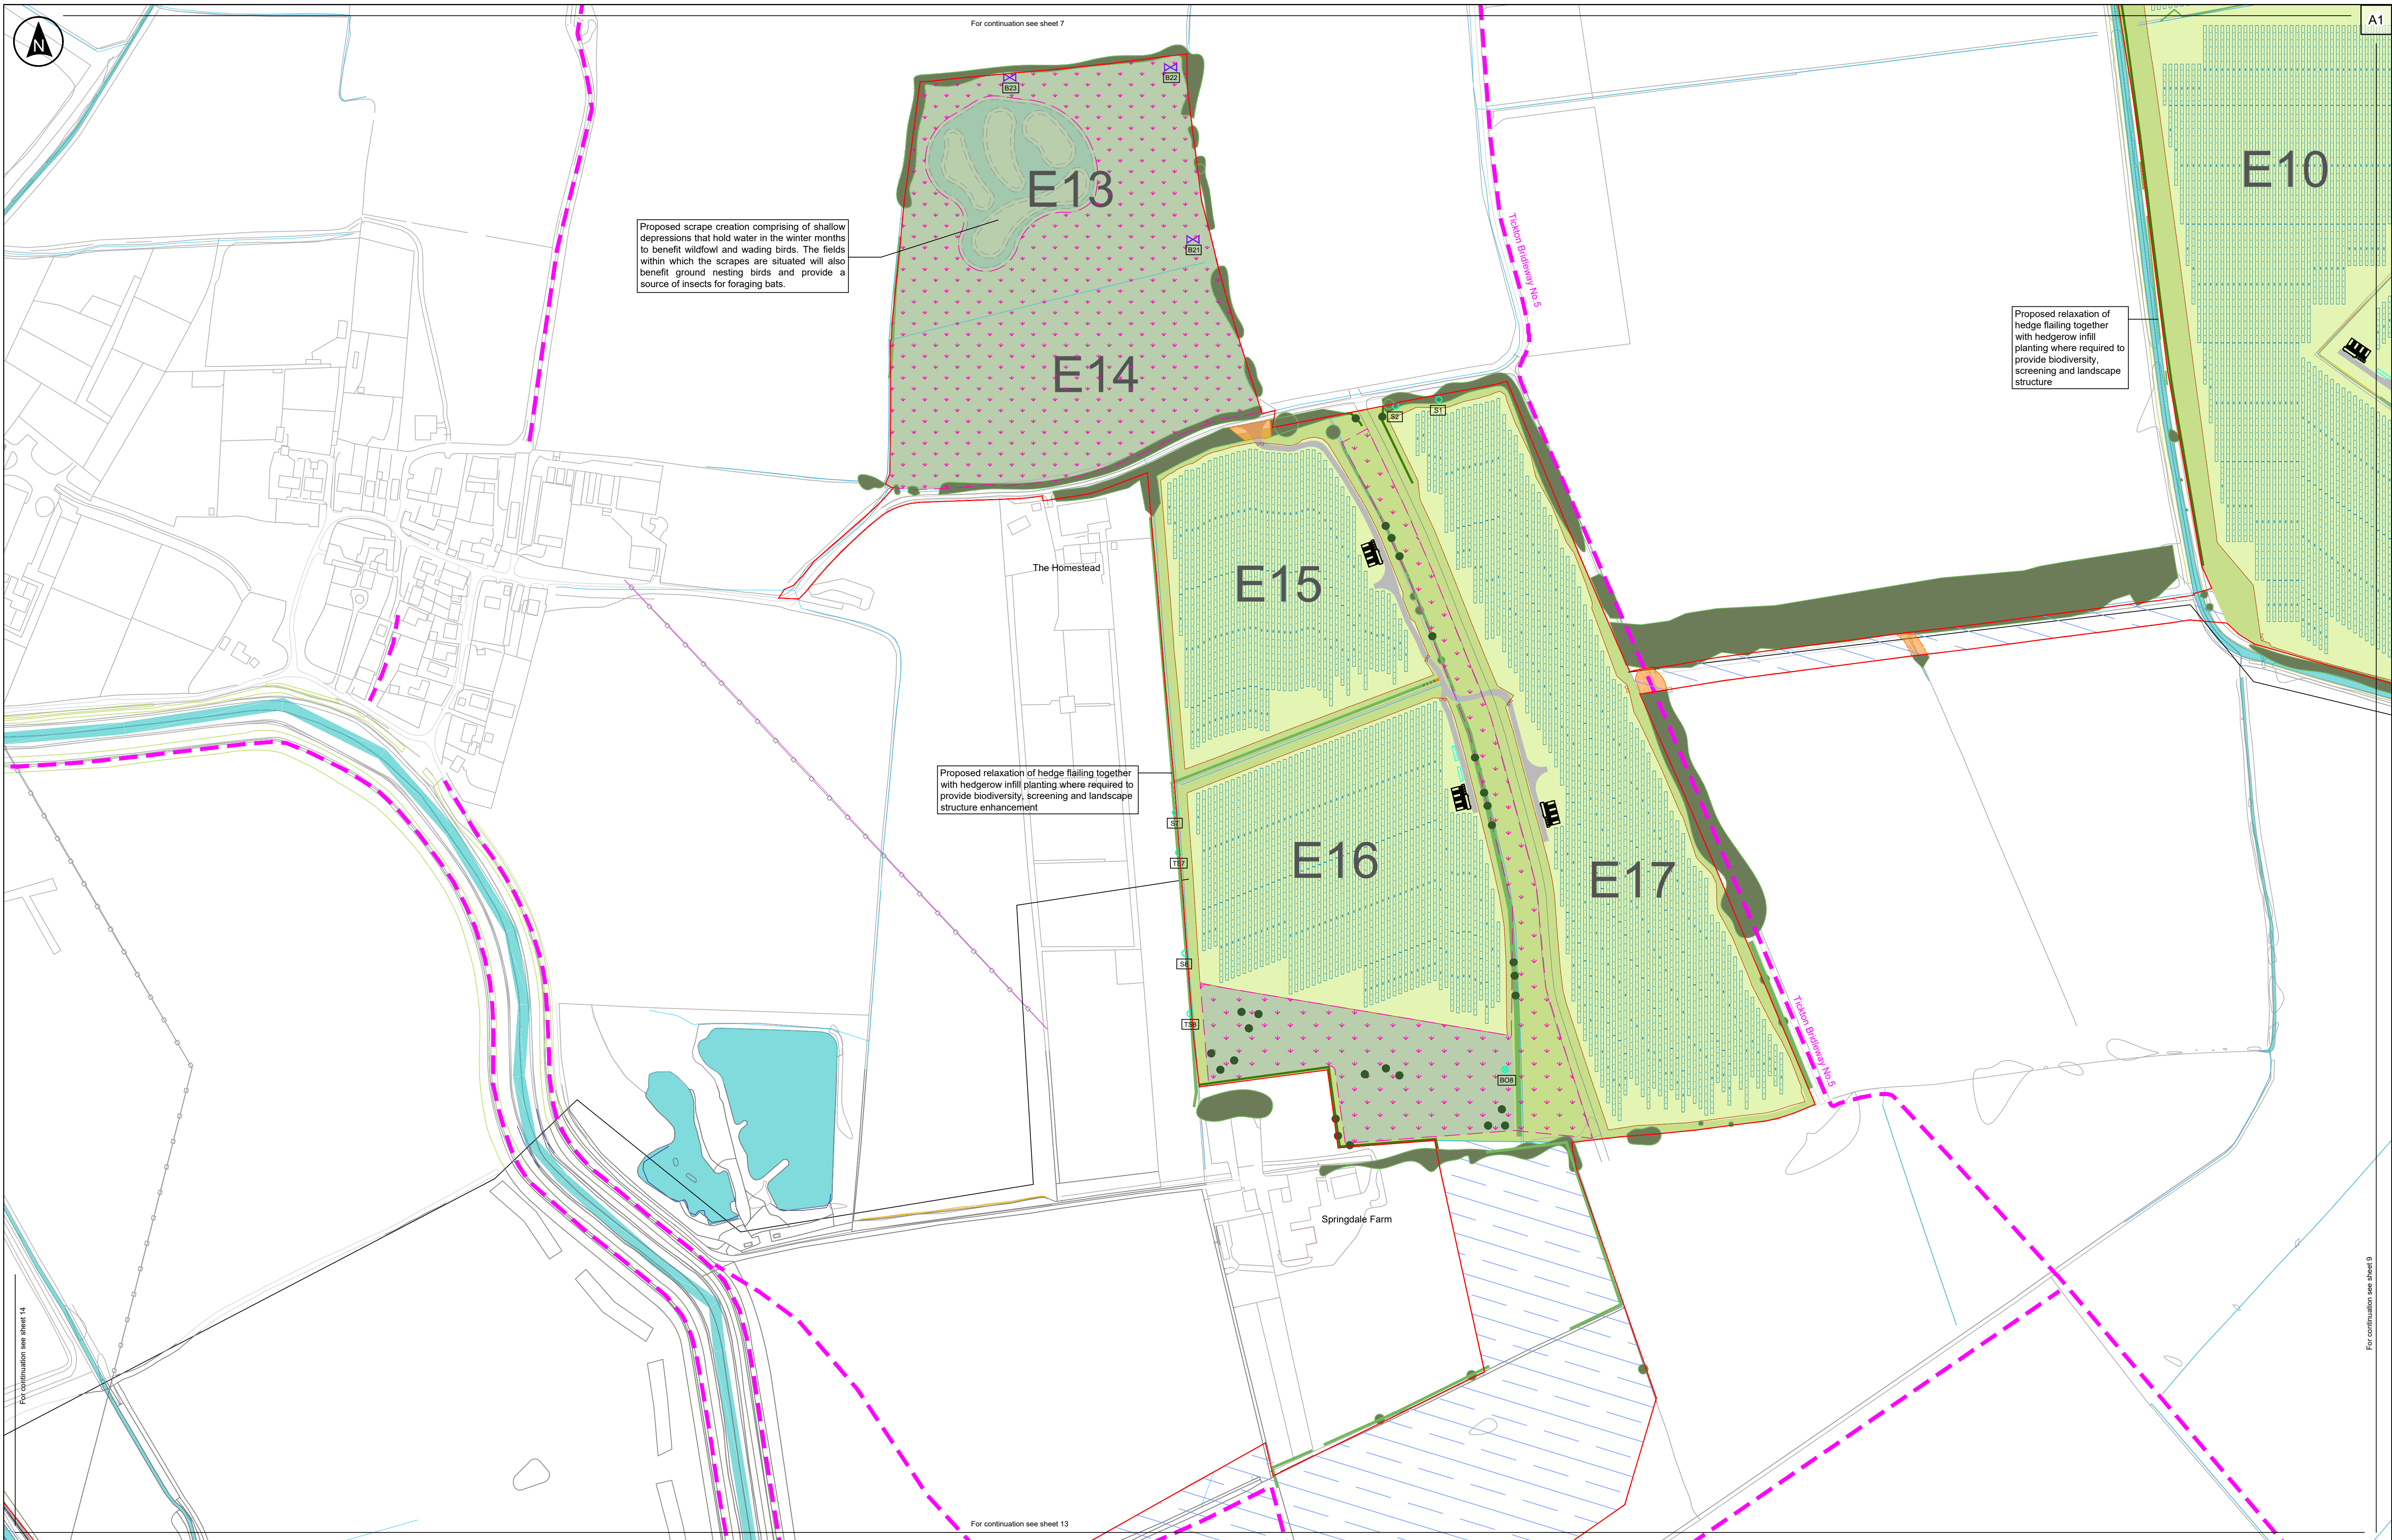 For continuation see sheet 7
A1
N
B22
B23
E13
E10
Proposed scrape creation comprising of shallow
depressions that hold water in the winter months
to benefit wildfowl and wading birds. The fields
within which the scrapes are situated will also
benefit ground nesting birds and provide a
source of insects for foraging bats.
B21
Tickton Bridleway No.5
Proposed relaxation of
hedge flailing together
with hedgerow infill
planting where required to
provide biodiversity,
screening and landscape
structure
E14
S2
S1
The Homestead
E15
Proposed relaxation of hedge flailing together
with hedgerow infill planting where required to
provide biodiversity, screening and landscape
structure enhancement
S7
TS7
E16
E17
S8
TS8
Tickton Bridleway No.5
BO8
Springdale Farm
For continuation see sheet 14
For continuation see sheet 9
For continuation see sheet 13